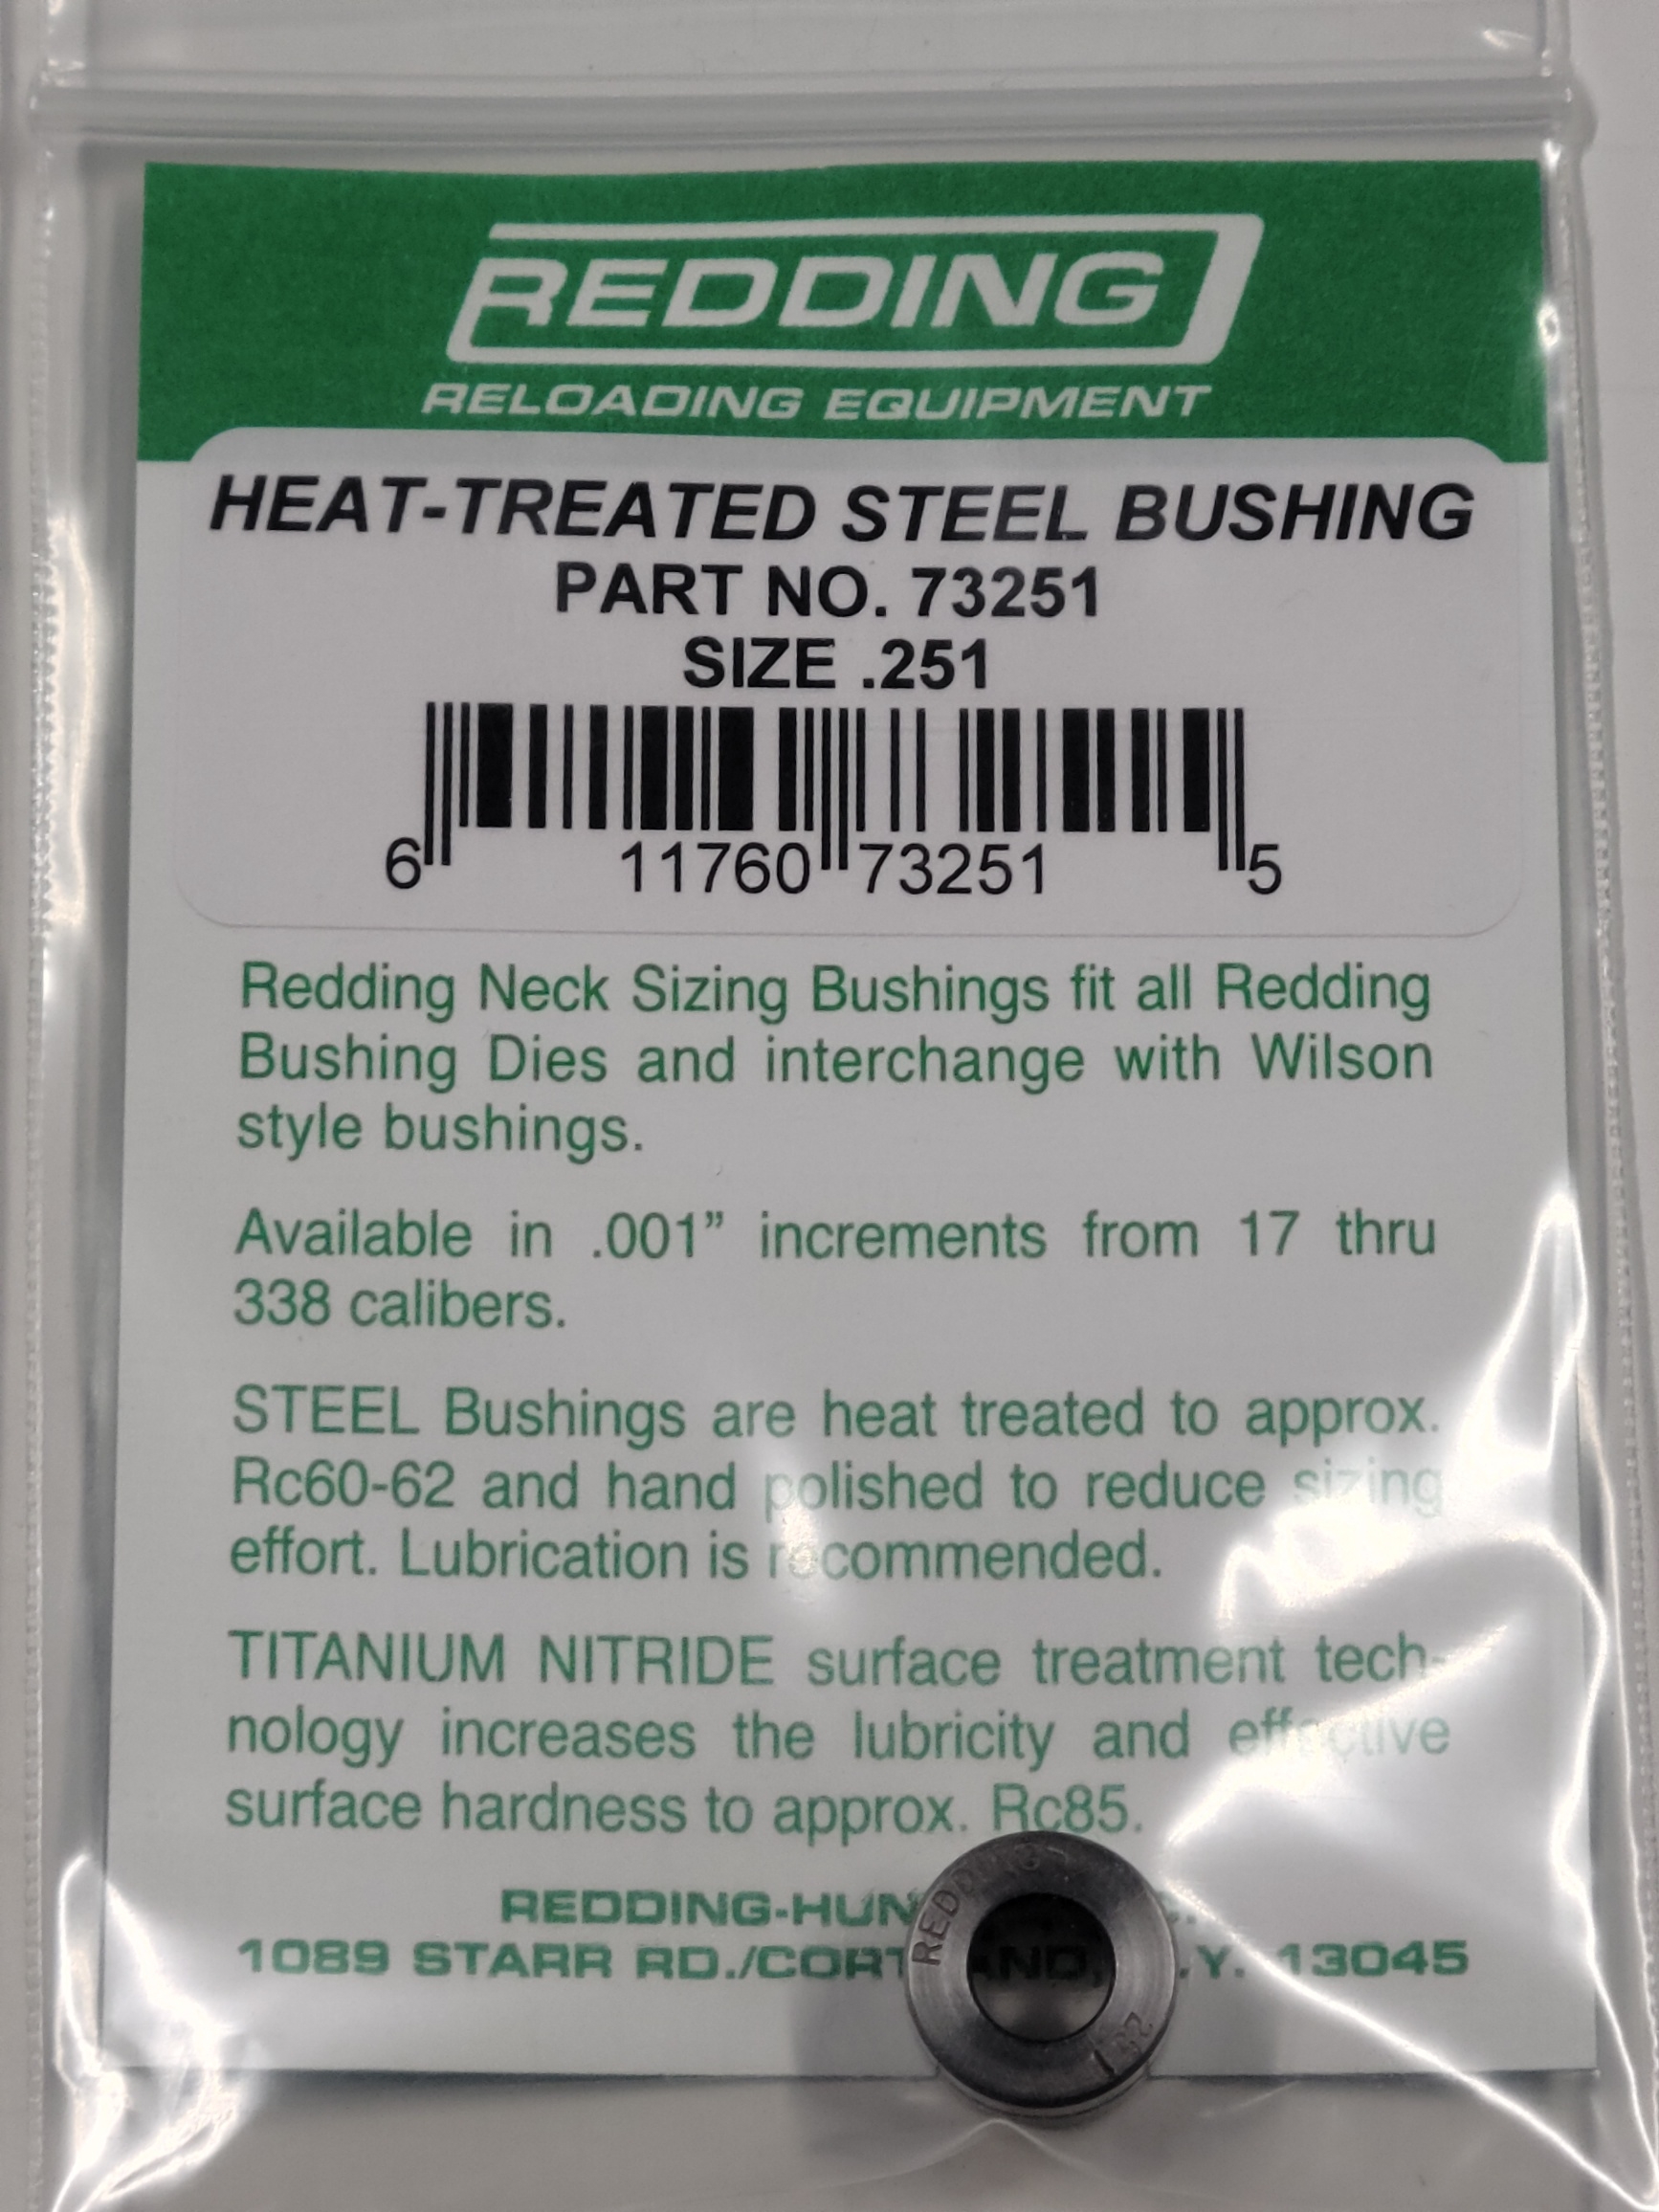 REDDING
RELOADING EQUIPMENT
HEAT-TREATED STEEL BUSHING
PART NO. 73251
SIZE .251
6 11760 73251 5
Redding Neck Sizing Bushings fit all Redding
Bushing Dies and interchange with Wilson
style bushings.
Available in .001” increments from 17 thru
338 calibers.
STEEL Bushings are heat treated to approx.
Rc60-62 and hand polished to reduce sizing
effort. Lubrication is recommended.
TITANIUM NITRIDE surface treatment tech-
nology increases the lubricity and effective
surface hardness to approx. Rc85.
REDDING
1089 STARR RD./CORTLAND, N.Y. 13045
REDDING
251